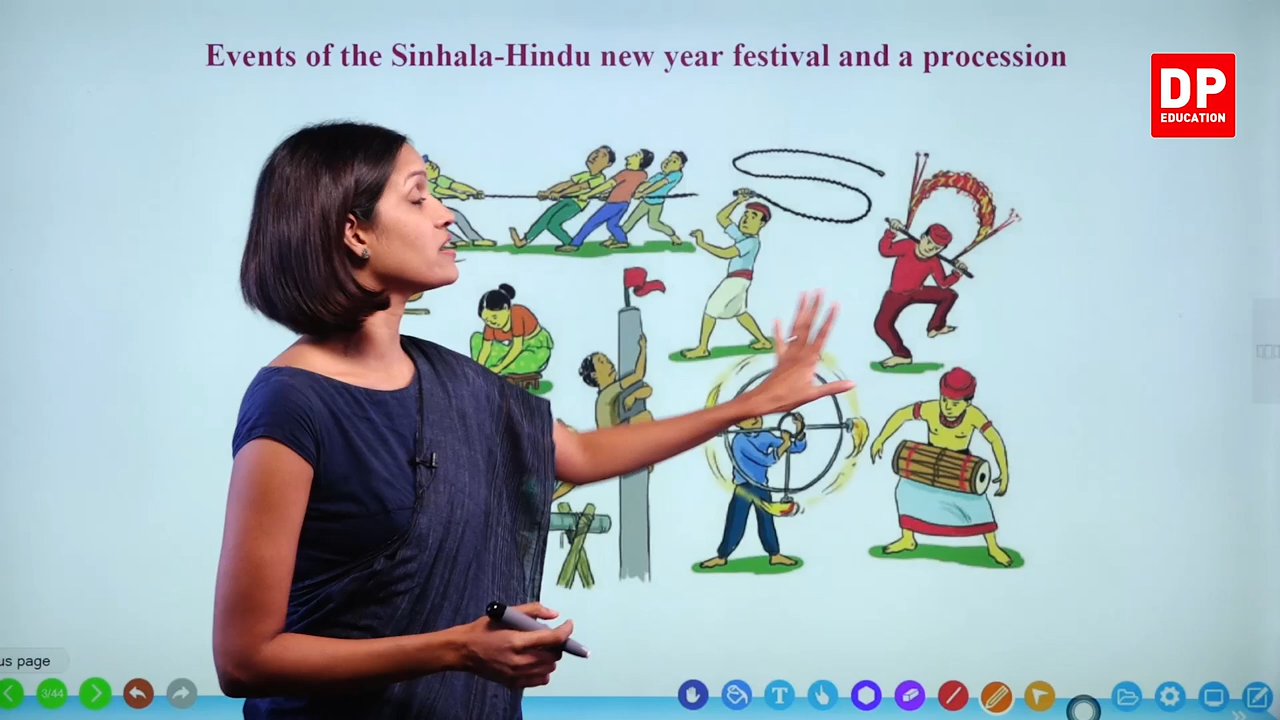 Events of the Sinhala-Hindu new year festival and a procession
DP
EDUCATION
us page
3/44
T